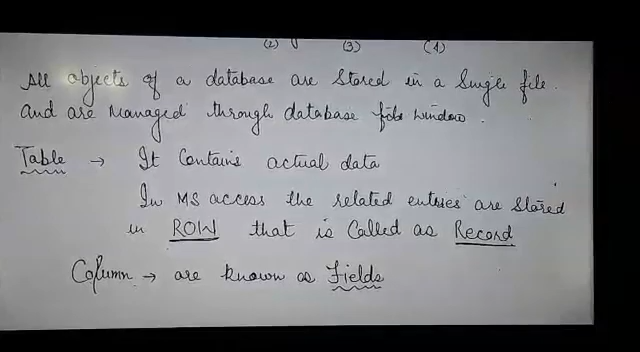 (2) (3) (4)
All objects of a database are Stored in a Single file.
and are Managed through database file window.
Table → It Contains actual data
In MS access the related entries are Stored
in ROW that is Called as Record
Column → are known as Fields